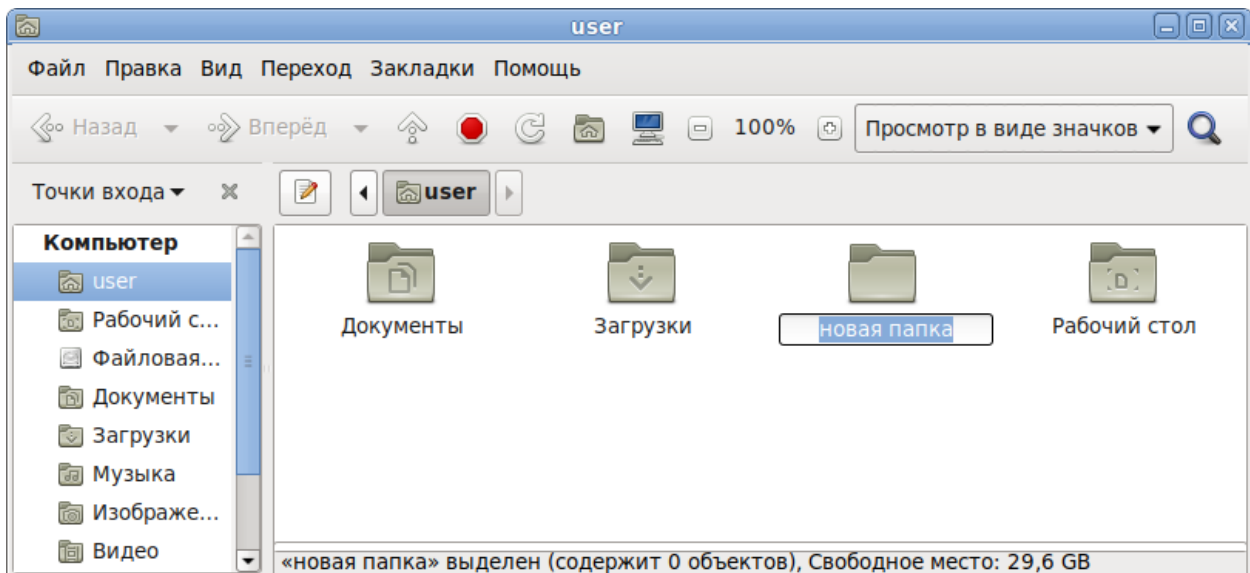 user
Файл Правка Вид Переход Закладки Помощь
Назад Вперёд 100% Просмотр в виде значков
Точки входа user
Компьютер
user
Рабочий с...
Файловая...
Документы
Загрузки
Музыка
Изображе...
Видео
Документы Загрузки новая папка Рабочий стол
«новая папка» выделен (содержит 0 объектов), Свободное место: 29,6 GB